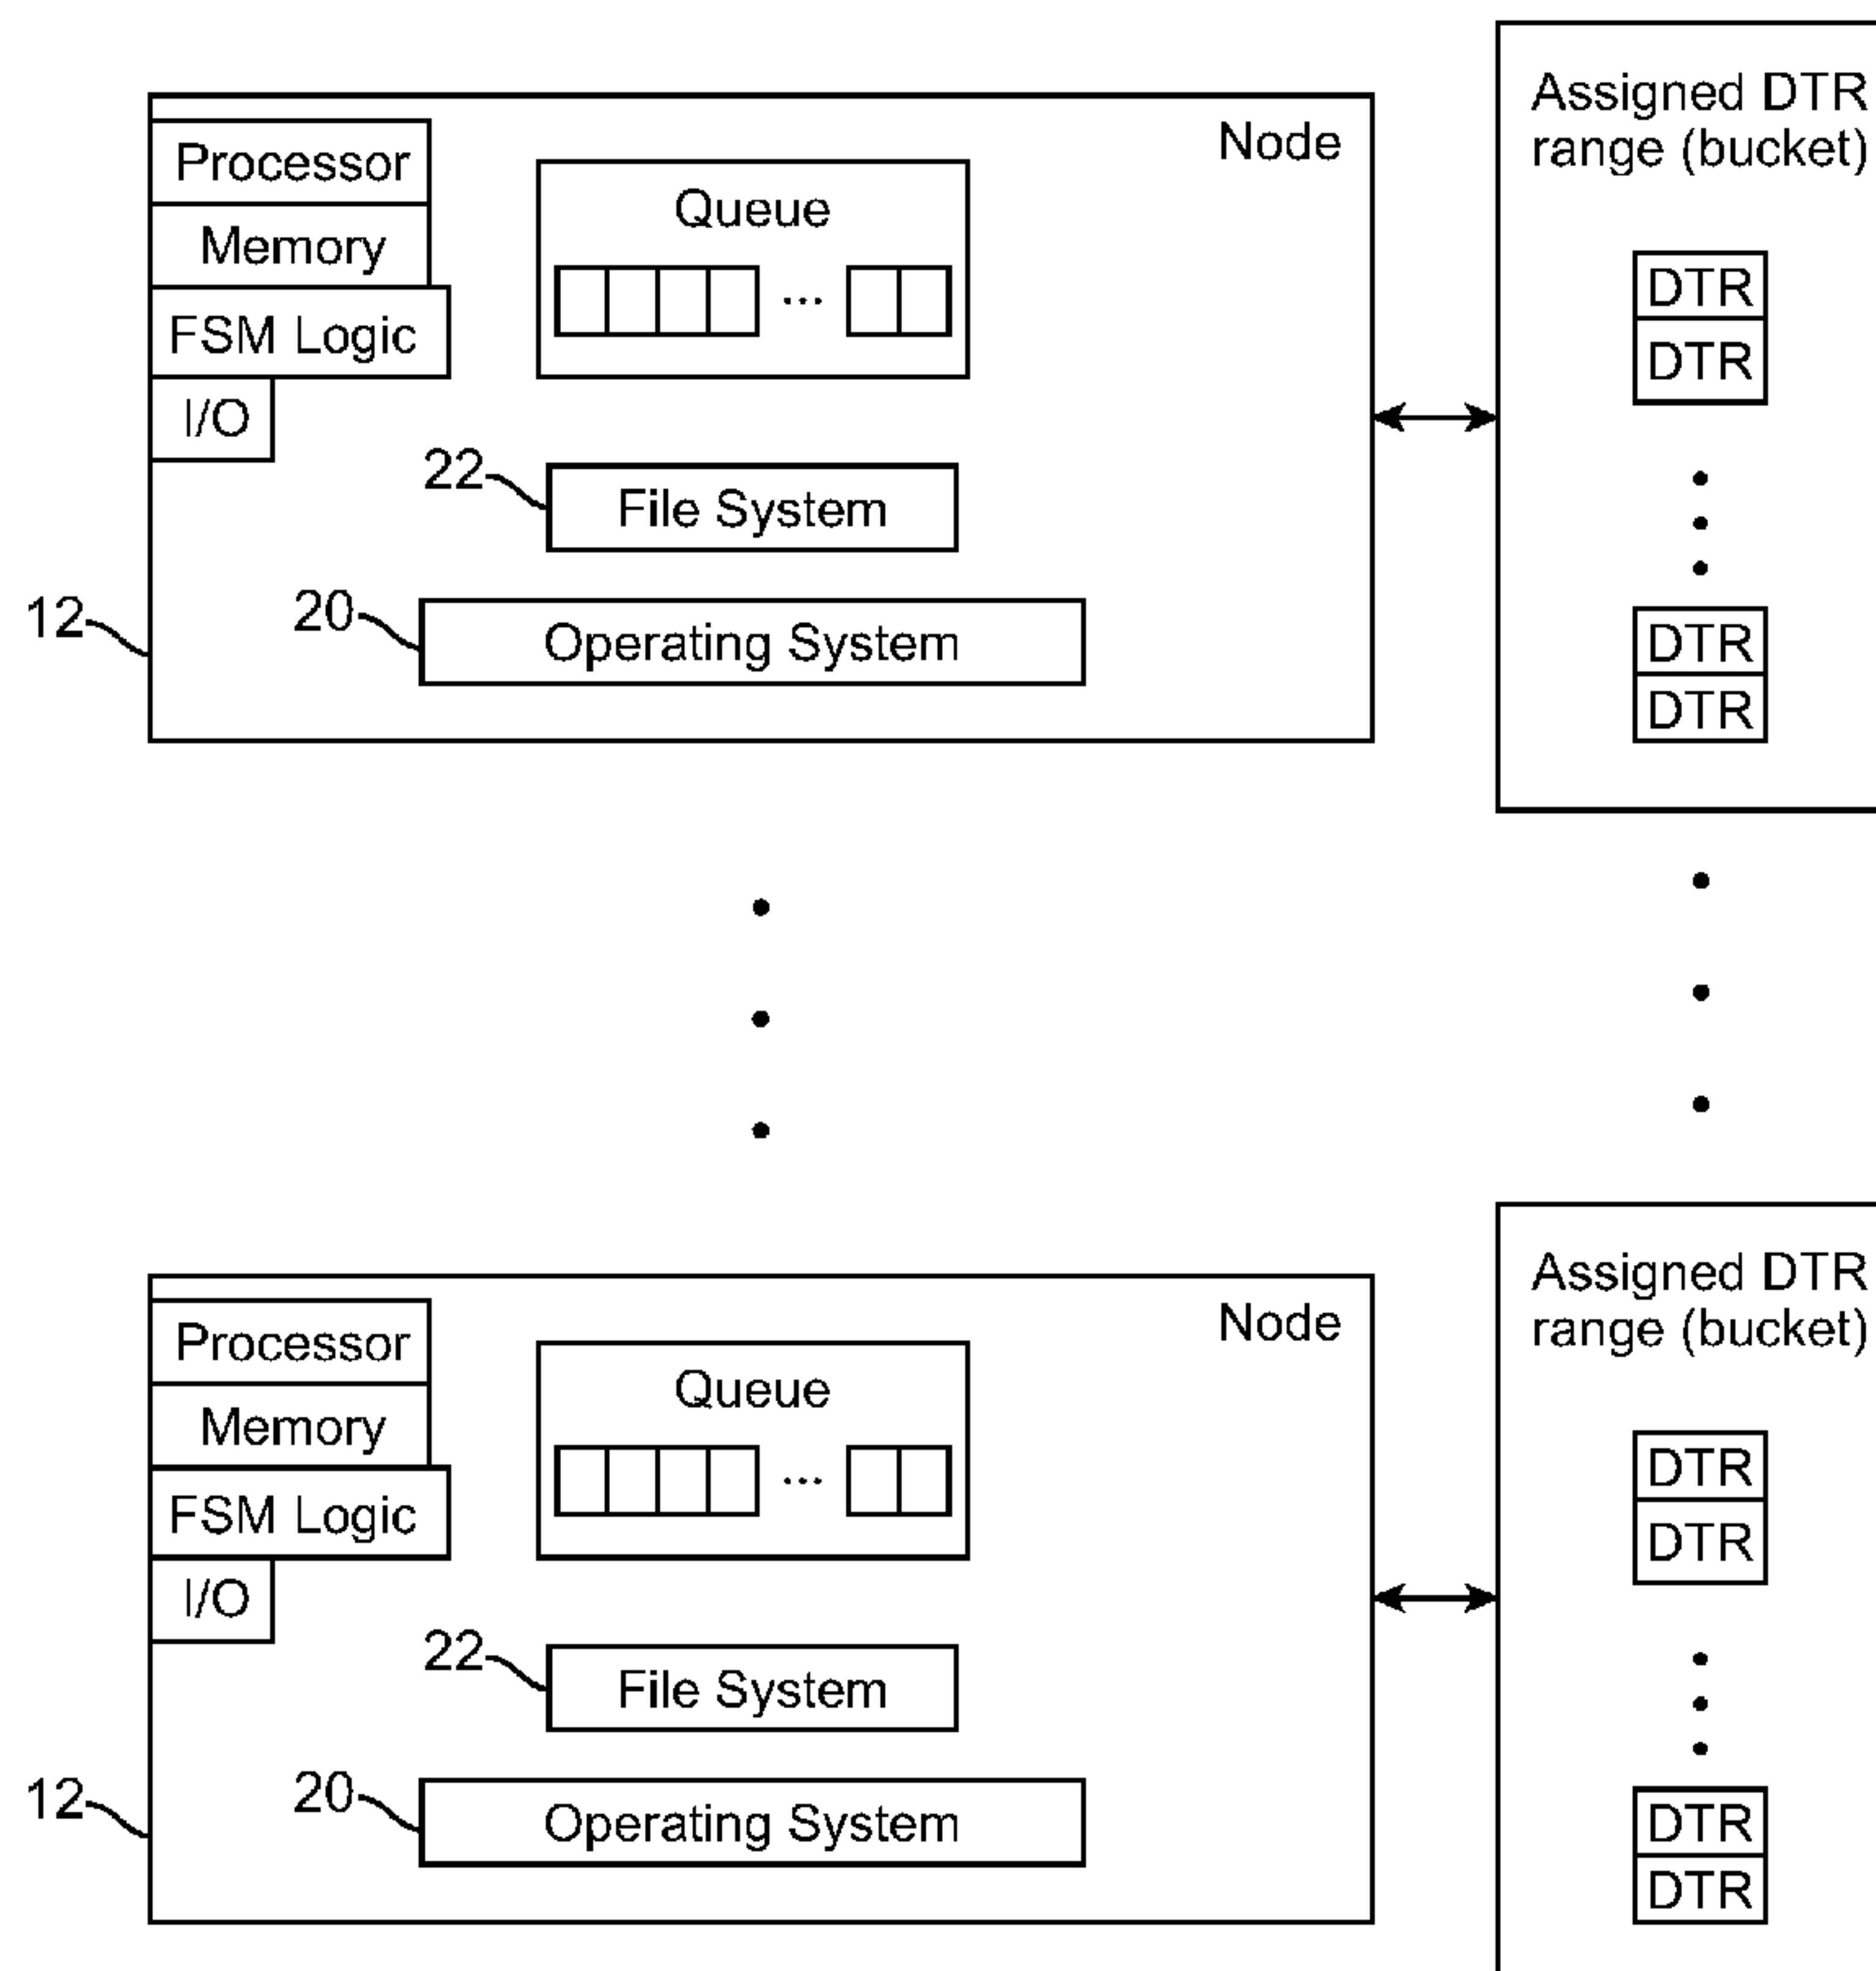 Assigned DTR
range (bucket)
Node
Processor
Queue
Memory
...
FSM Logic
I/O
DTR
DTR
22
File System
12
20
Operating System
DTR
DTR
Assigned DTR
range (bucket)
Node
Processor
Queue
Memory
...
FSM Logic
I/O
DTR
DTR
22
File System
12
20
Operating System
DTR
DTR